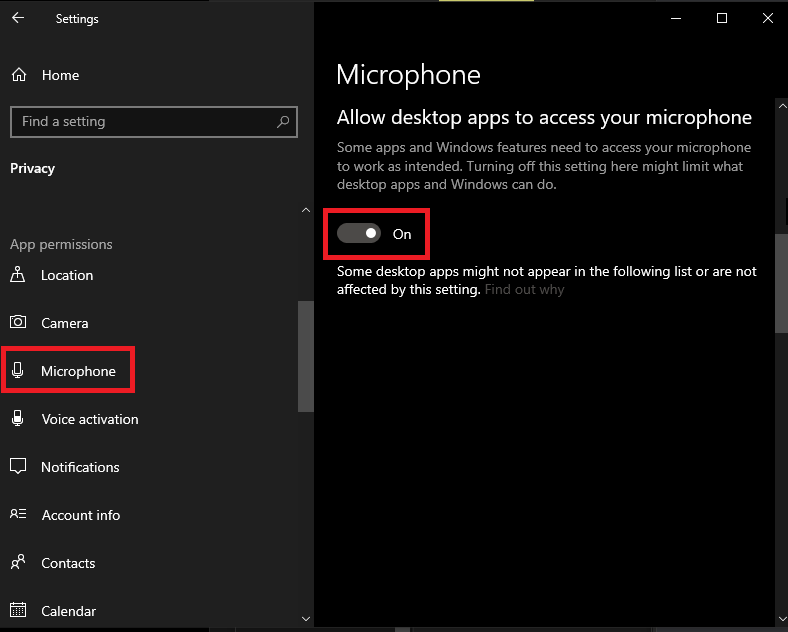 Settings
Home
Find a setting
Privacy
App permissions
Location
Camera
Microphone
Voice activation
Notifications
Account info
Contacts
Calendar
Microphone
Allow desktop apps to access your microphone
Some apps and Windows features need to access your microphone
to work as intended. Turning off this setting here might limit what
desktop apps and Windows can do.
On
Some desktop apps might not appear in the following list or are not
affected by this setting. Find out why